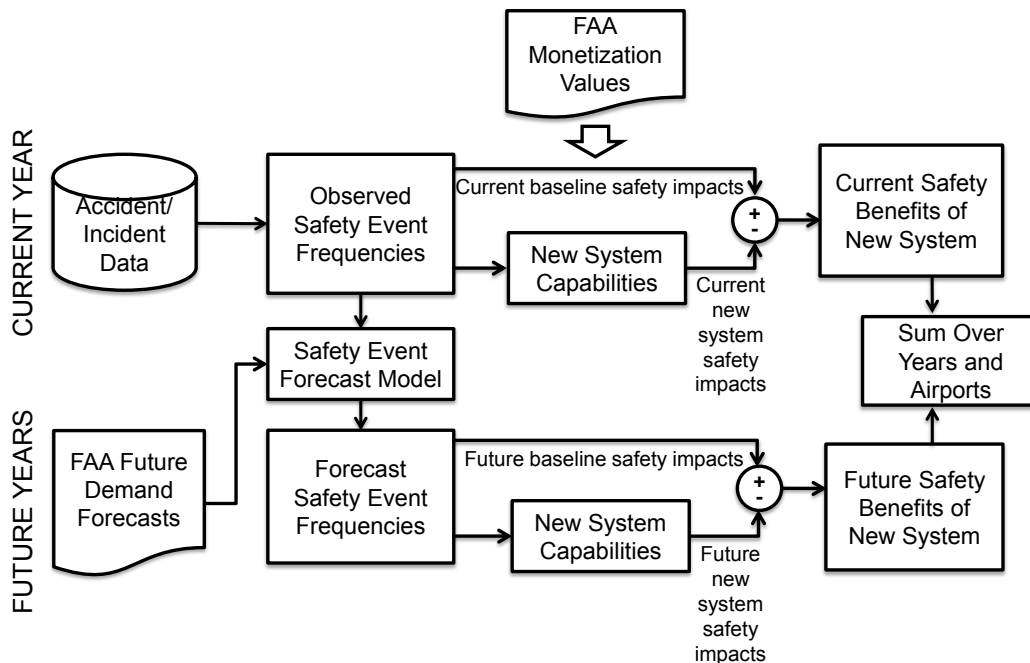 FAA
Monetization
Values
CURRENT YEAR
Accident/
Incident
Data
Observed
Safety Event
Frequencies
Current baseline safety impacts
+
-
Current Safety
Benefits of
New System
New System
Capabilities
Current
new
system
safety
impacts
Sum Over
Years and
Airports
Safety Event
Forecast Model
FUTURE YEARS
FAA Future
Demand
Forecasts
Forecast
Safety Event
Frequencies
Future baseline safety impacts
+
-
Future Safety
Benefits of
New System
New System
Capabilities
Future
new
system
safety
impacts